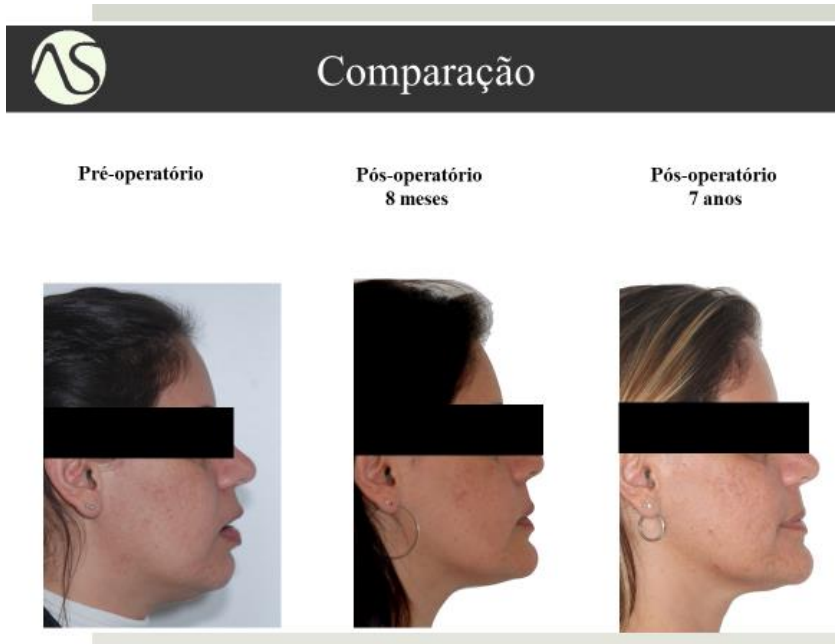 AS
Comparação
Pré-operatório
Pós-operatório
8 meses
Pós-operatório
7 anos